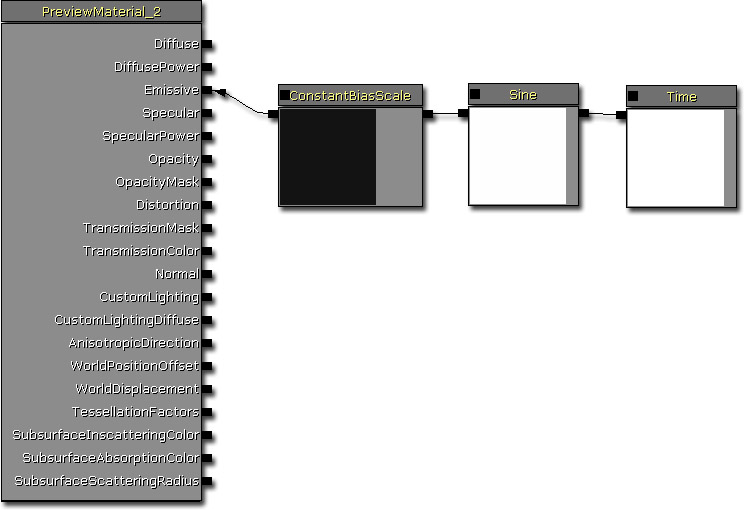 PreviewMaterial_2
Diffuse
DiffusePower
Emissive
Specular
SpecularPower
Opacity
OpacityMask
Distortion
TransmissionMask
TransmissionColor
Normal
CustomLighting
CustomLightingDiffuse
AnisotropicDirection
WorldPositionOffset
WorldDisplacement
TessellationFactors
SubsurfaceInscatteringColor
SubsurfaceAbsorptionColor
SubsurfaceScatteringRadius
ConstantBiasScale
Sine
Time